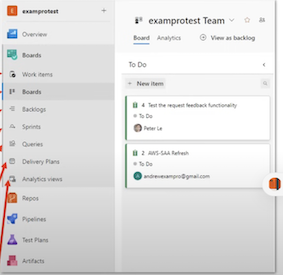 E examprotest
Overview
Boards
Work items
Boards
Backlogs
Sprints
Queries
Delivery Plans
Analytics views
Repos
Pipelines
Test Plans
Artifacts
examprotest Team
Board Analytics View as backlog
To Do
+ New item
4 Test the request feedback functionality
To Do
Peter Le
2 AWS-SAA Refresh
To Do
A andrewexampro@gmail.com